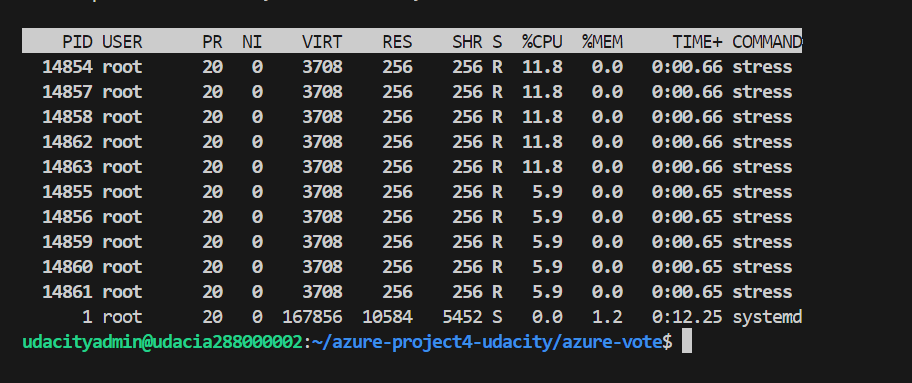 PID USER PR NI VIRT RES SHR S %CPU %MEM TIME+ COMMAND
14854 root 20 0 3708 256 256 R 11.8 0.0 0:00.66 stress
14857 root 20 0 3708 256 256 R 11.8 0.0 0:00.66 stress
14858 root 20 0 3708 256 256 R 11.8 0.0 0:00.66 stress
14862 root 20 0 3708 256 256 R 11.8 0.0 0:00.66 stress
14863 root 20 0 3708 256 256 R 11.8 0.0 0:00.66 stress
14855 root 20 0 3708 256 256 R 5.9 0.0 0:00.65 stress
14856 root 20 0 3708 256 256 R 5.9 0.0 0:00.65 stress
14859 root 20 0 3708 256 256 R 5.9 0.0 0:00.65 stress
14860 root 20 0 3708 256 256 R 5.9 0.0 0:00.65 stress
14861 root 20 0 3708 256 256 R 5.9 0.0 0:00.65 stress
1 root 20 0 167856 10584 5452 S 0.0 1.2 0:12.25 systemd
udacityadmin@udacia288000002:~/azure-project4-udacity/azure-vote$